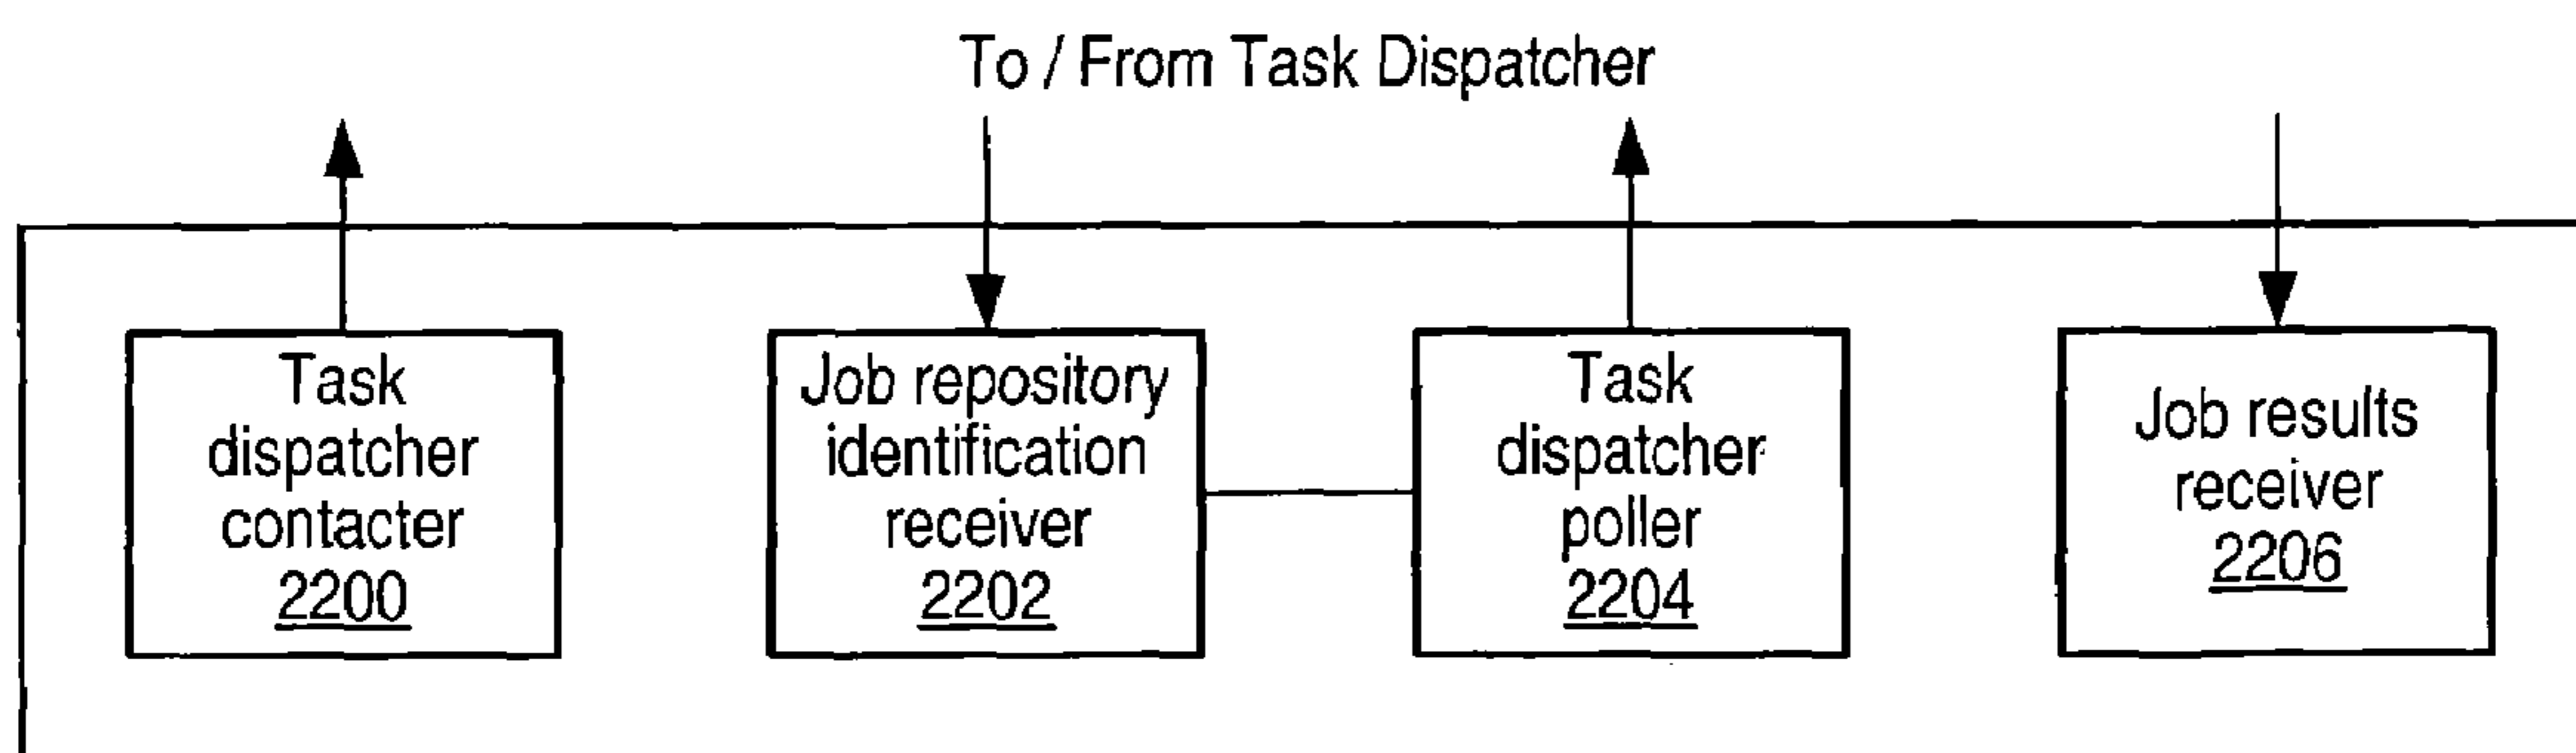 To / From Task Dispatcher
Task
dispatcher
contacter
2200
Job repository
identification
receiver
2202
Task
dispatcher
poller
2204
Job results
receiver
2206